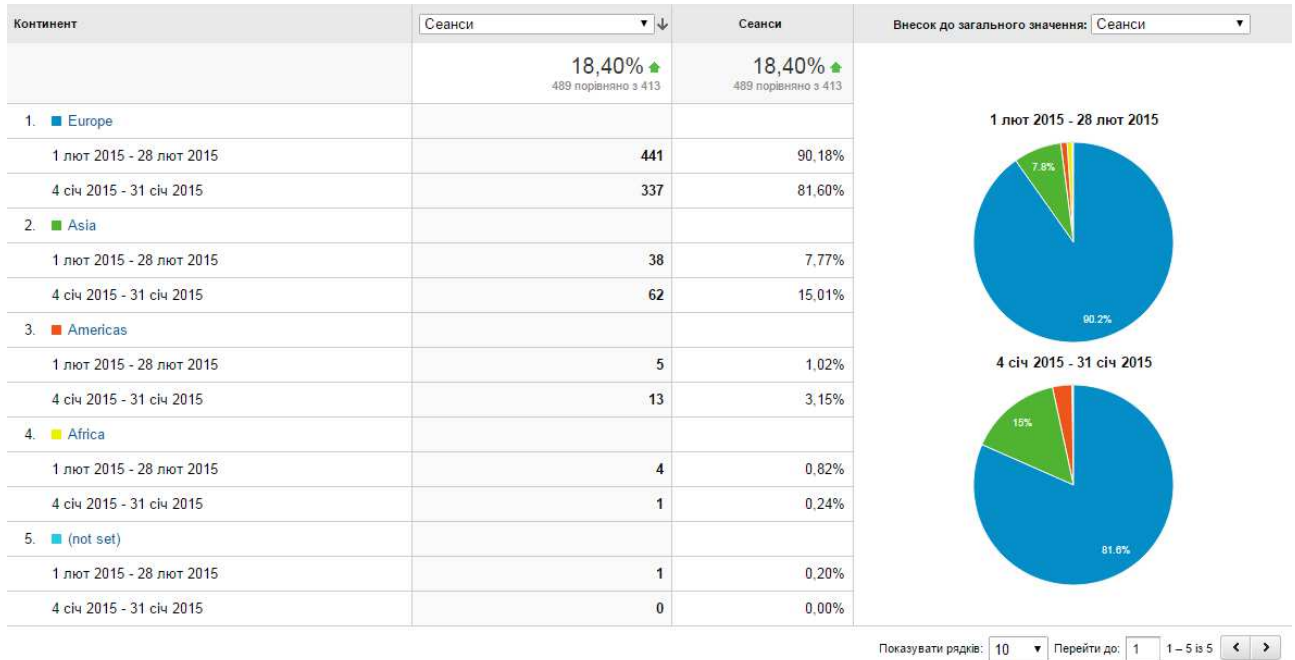 Континент Сеанси Сеанси Внесок до загального значення: Сеанси
18,40% 18,40%
489 порівняно з 413 489 порівняно з 413
1. Europe
1 лют 2015 - 28 лют 2015 441 90,18%
4 січ 2015 - 31 січ 2015 337 81,60%
2. Asia
1 лют 2015 - 28 лют 2015 38 7,77%
4 січ 2015 - 31 січ 2015 62 15,01%
3. Americas
1 лют 2015 - 28 лют 2015 5 1,02%
4 січ 2015 - 31 січ 2015 13 3,15%
4. Africa
1 лют 2015 - 28 лют 2015 4 0,82%
4 січ 2015 - 31 січ 2015 1 0,24%
5. (not set)
1 лют 2015 - 28 лют 2015 1 0,20%
4 січ 2015 - 31 січ 2015 0 0,00%
1 лют 2015 - 28 лют 2015
7.8%
90.2%
4 січ 2015 - 31 січ 2015
15%
81.6%
Показувати рядків: 10 Перейти до: 1 1 – 5 із 5